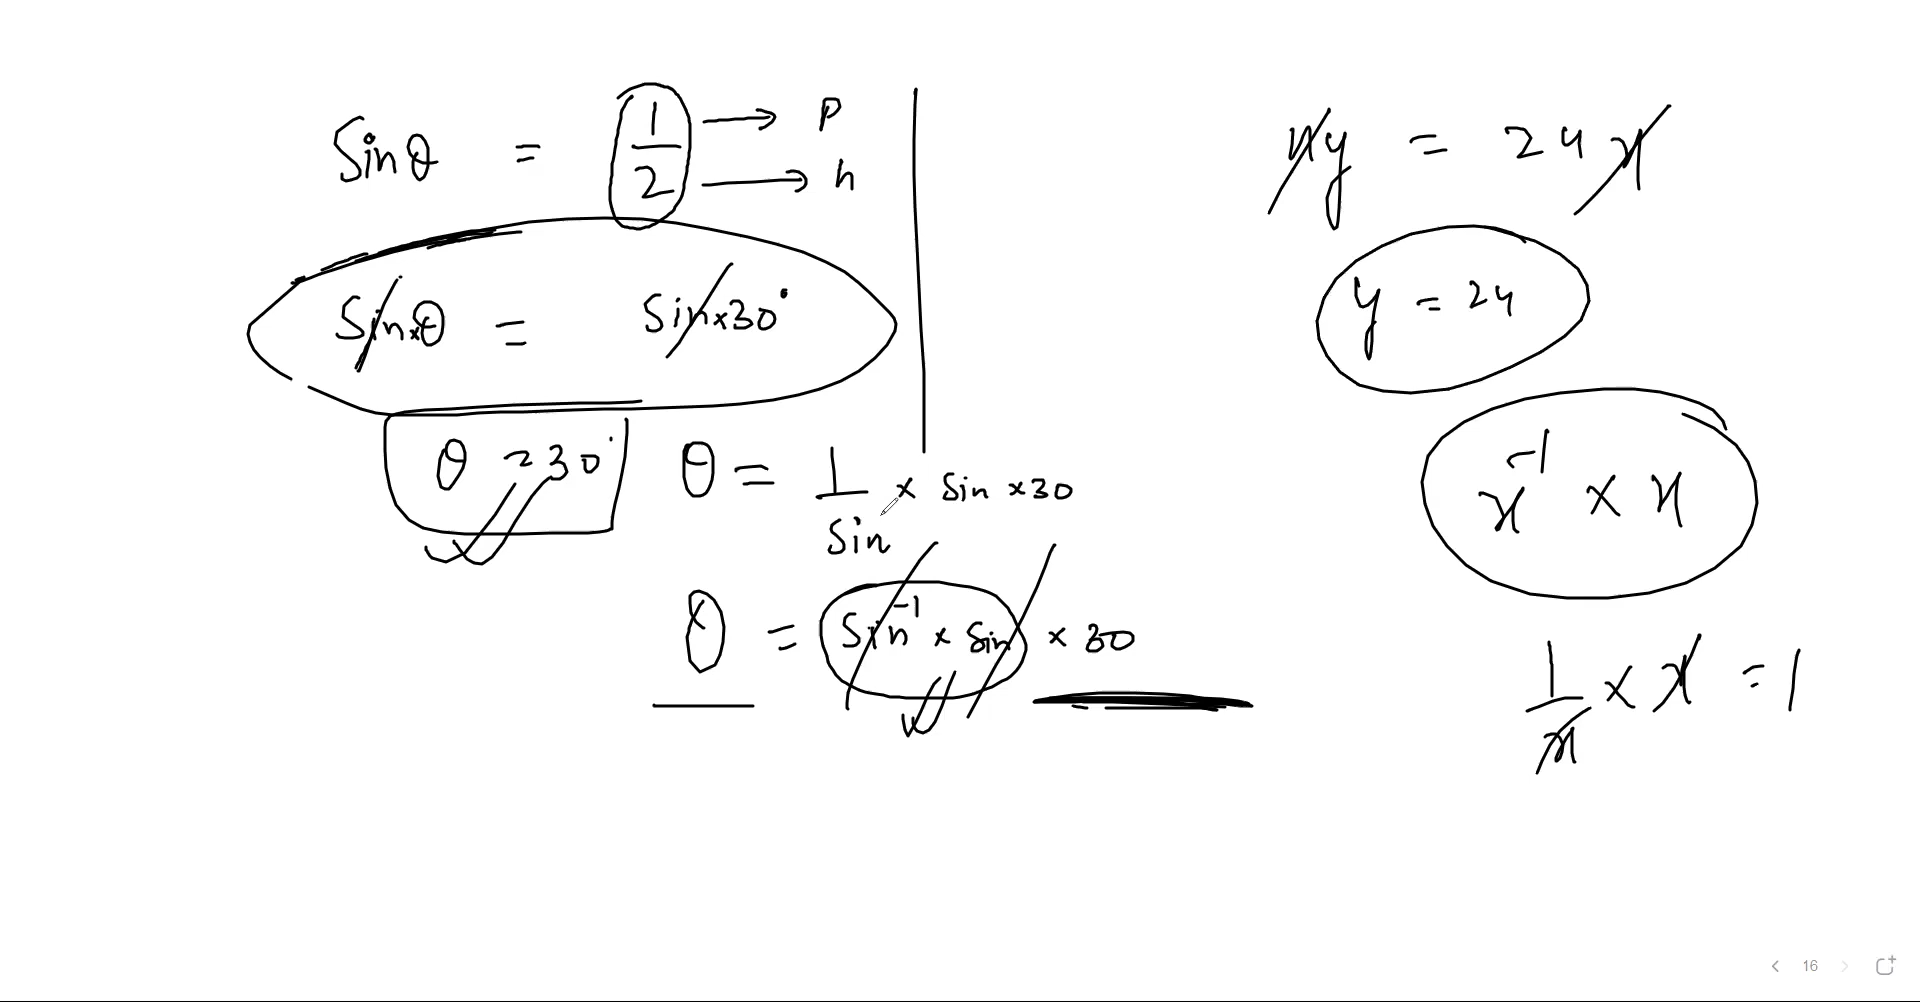 Sinθ = 1/2 → p → h
Sin×θ = Sin×30°
θ = 30°
θ = 1/Sin × Sin ×30
θ = Sin⁻¹ × Sin × 30
xy = 24x
y = 24
x⁻¹ × x
1/x × x = 1
16